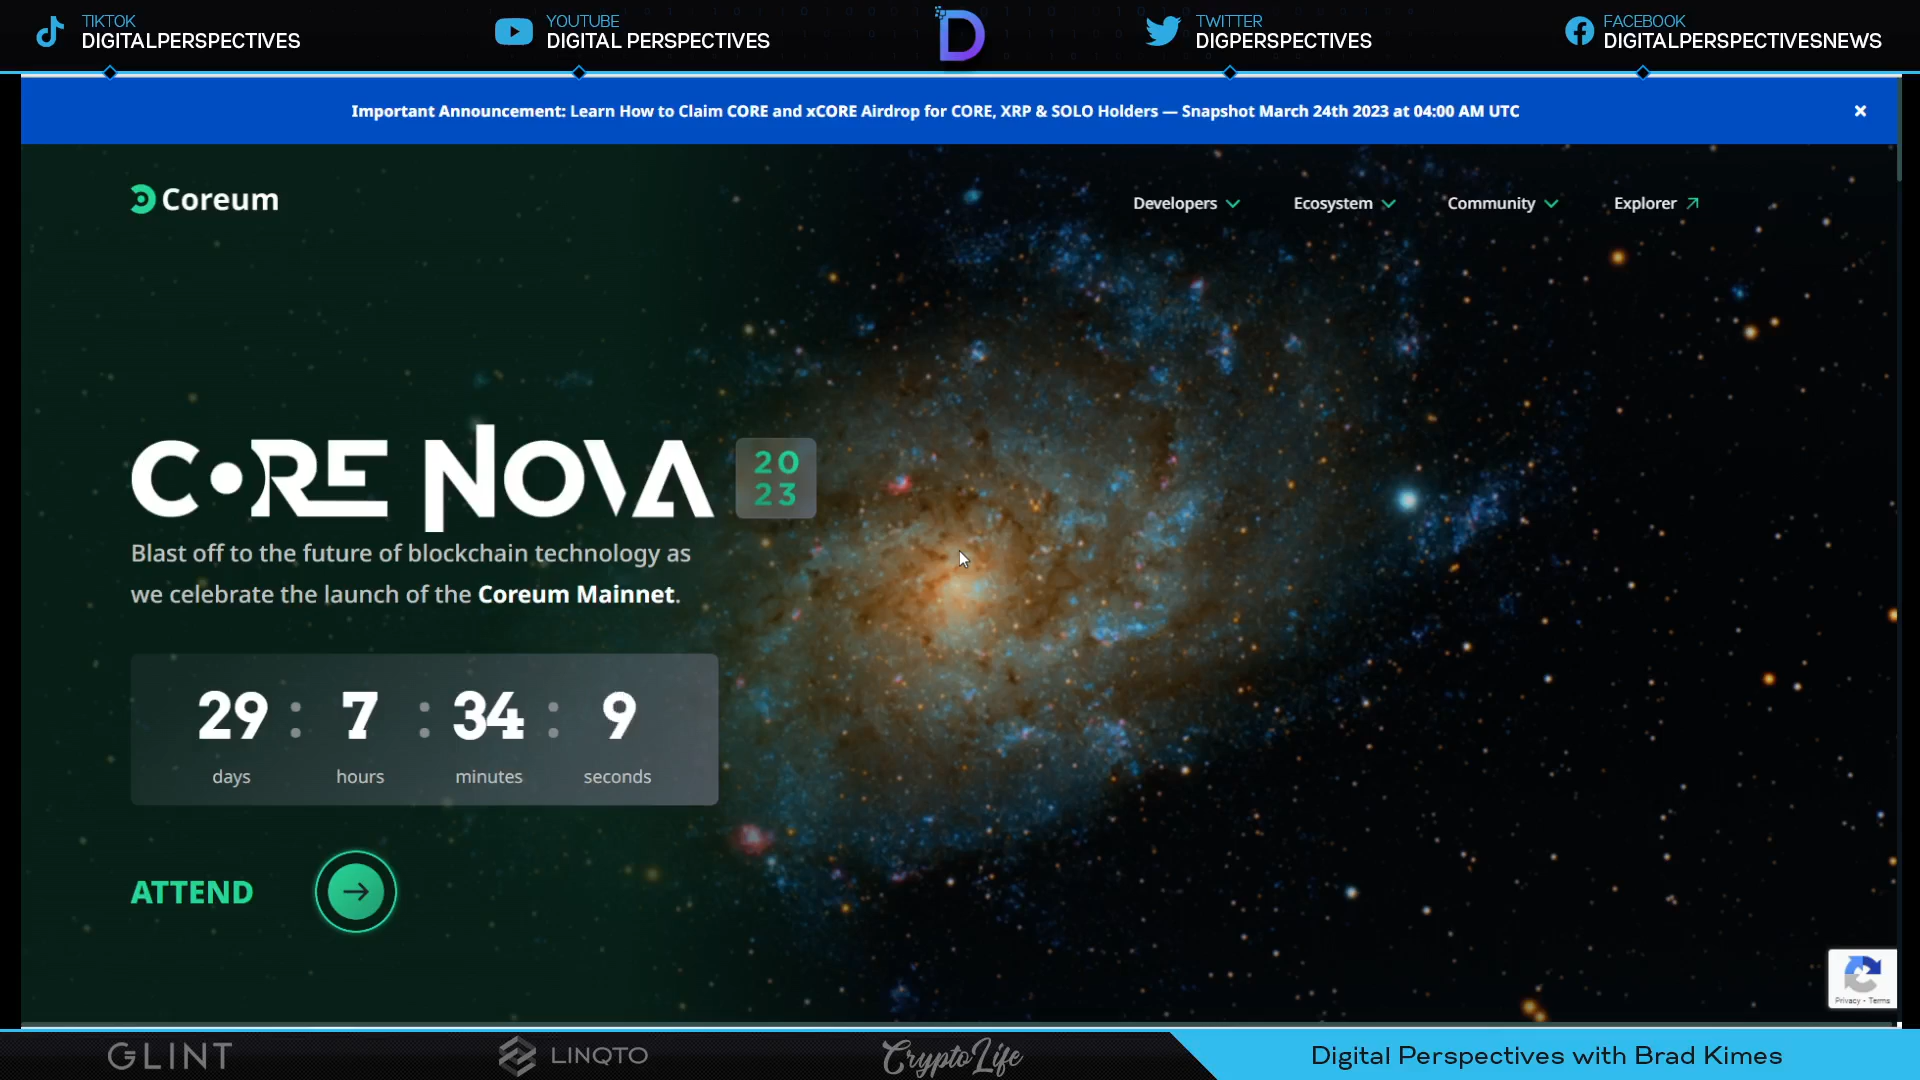 TIKTOK
DIGITALPERSPECTIVES
YOUTUBE
DIGITAL PERSPECTIVES
D
TWITTER
DIGPERSPECTIVES
FACEBOOK
DIGITALPERSPECTIVESNEWS
Important Announcement: Learn How to Claim CORE and xCORE Airdrop for CORE, XRP & SOLO Holders — Snapshot March 24th 2023 at 04:00 AM UTC
Coreum
Developers
Ecosystem
Community
Explorer
CORE NOVA
20
23
Blast off to the future of blockchain technology as
we celebrate the launch of the Coreum Mainnet.
29 : 7 : 34 : 9
days hours minutes seconds
ATTEND
Privacy - Terms
GLINT
LINQTO
CryptoLife
Digital Perspectives with Brad Kimes